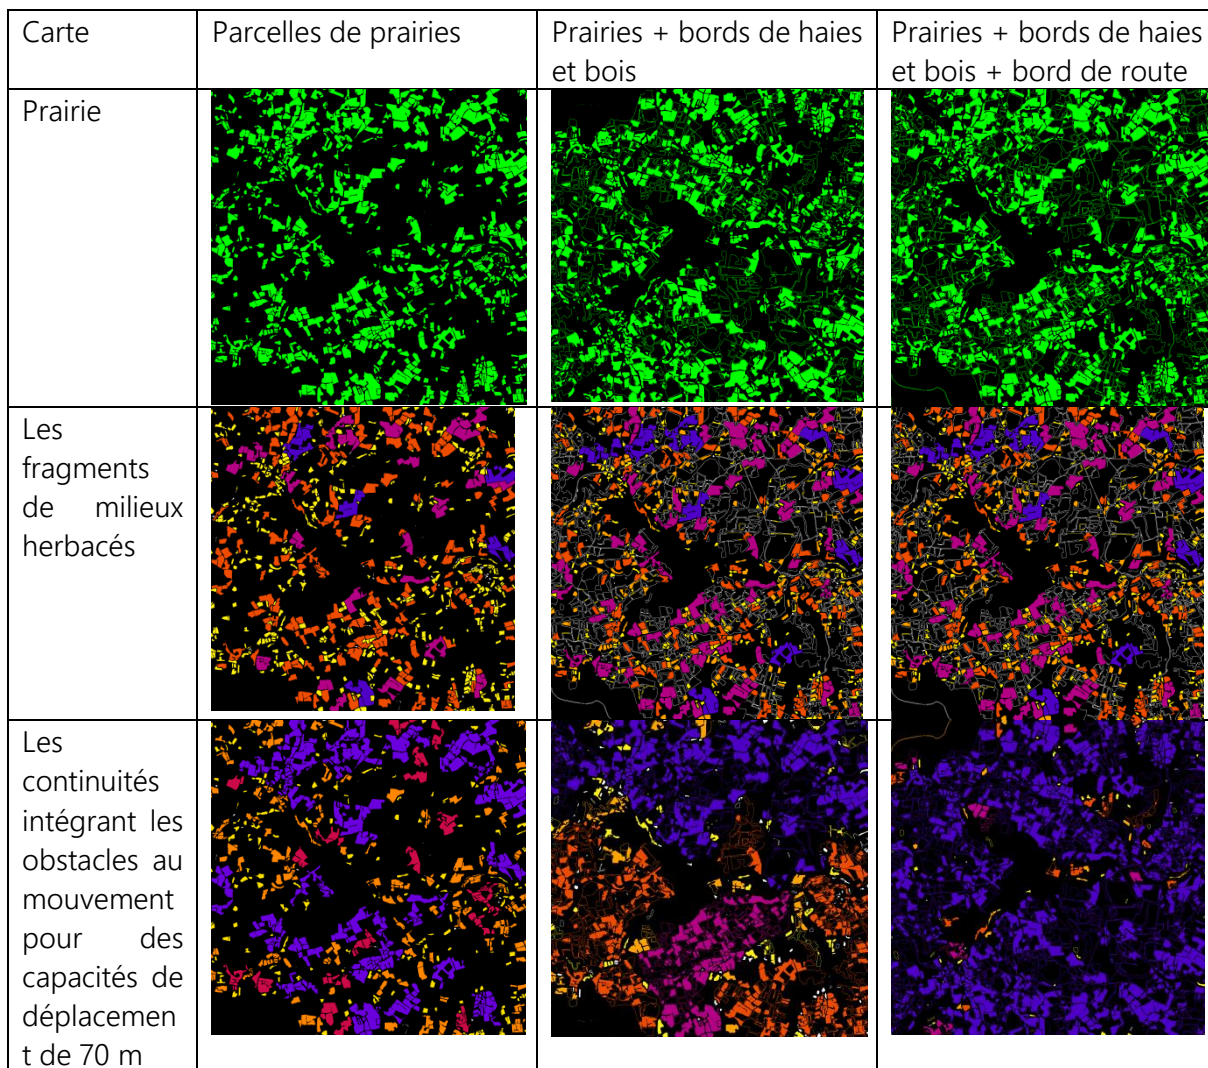 Carte
Parcelles de prairies
Prairies + bords de haies
et bois
Prairies + bords de haies
et bois + bord de route
Prairie
Les
fragments
de milieux
herbacés
Les
continuités
intégrant les
obstacles au
mouvement
pour des
capacités de
déplacemen
t de 70 m